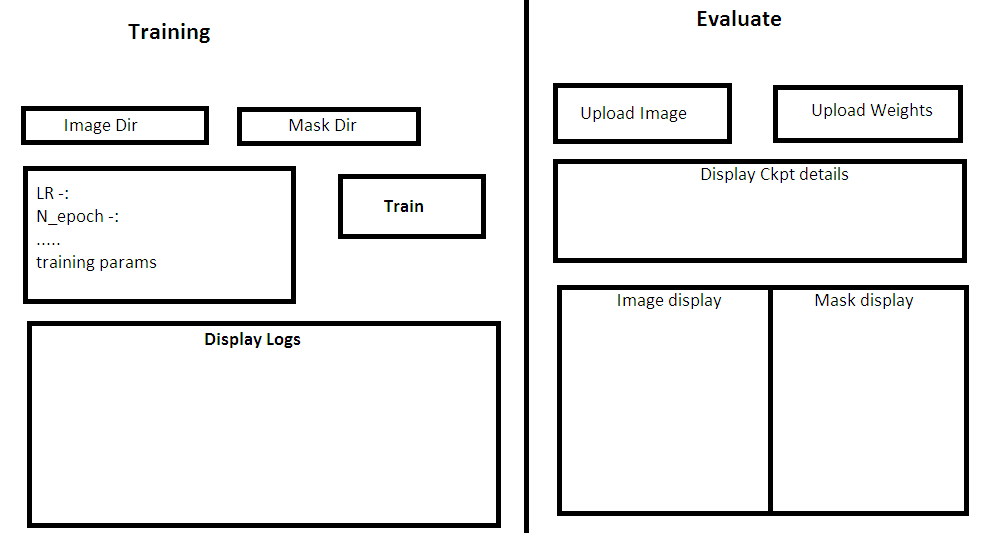 Training
Image Dir
Mask Dir
LR -:
N_epoch -:
.....
training params
Train
Display Logs
Evaluate
Upload Image
Upload Weights
Display Ckpt details
Image display
Mask display